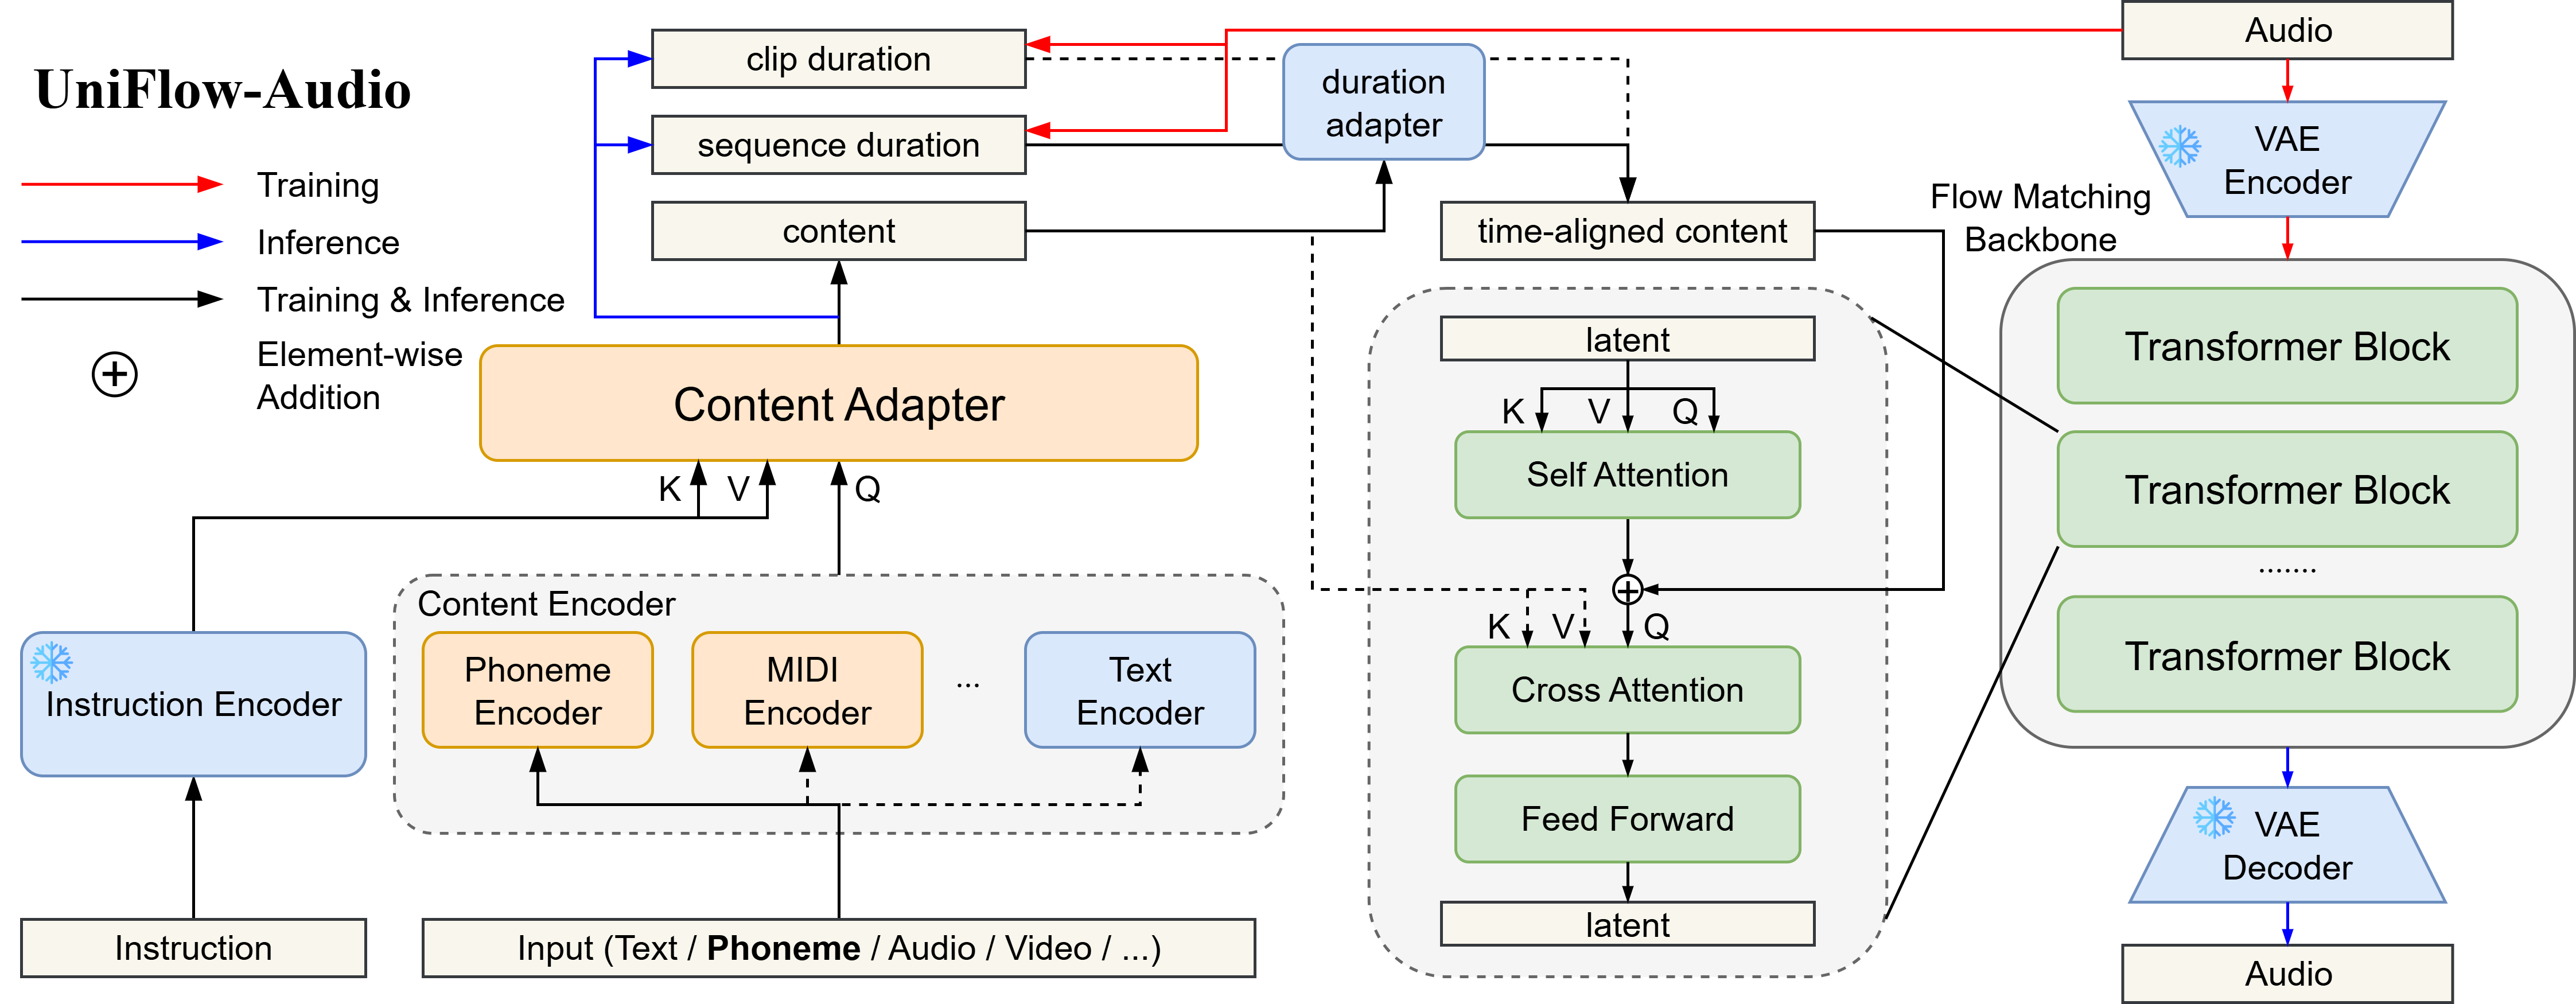 UniFlow-Audio
Training
Inference
Training & Inference
Element-wise
Addition
clip duration
sequence duration
content
duration
adapter
time-aligned content
Content Adapter
K V Q
Content Encoder
Phoneme
Encoder
MIDI
Encoder
...
Text
Encoder
Instruction Encoder
Instruction
Input (Text / Phoneme / Audio / Video / ...)
latent
K V Q
Self Attention
+
K V Q
Cross Attention
Feed Forward
latent
Audio
VAE
Encoder
Flow Matching
Backbone
Transformer Block
Transformer Block
.......
Transformer Block
VAE
Decoder
Audio